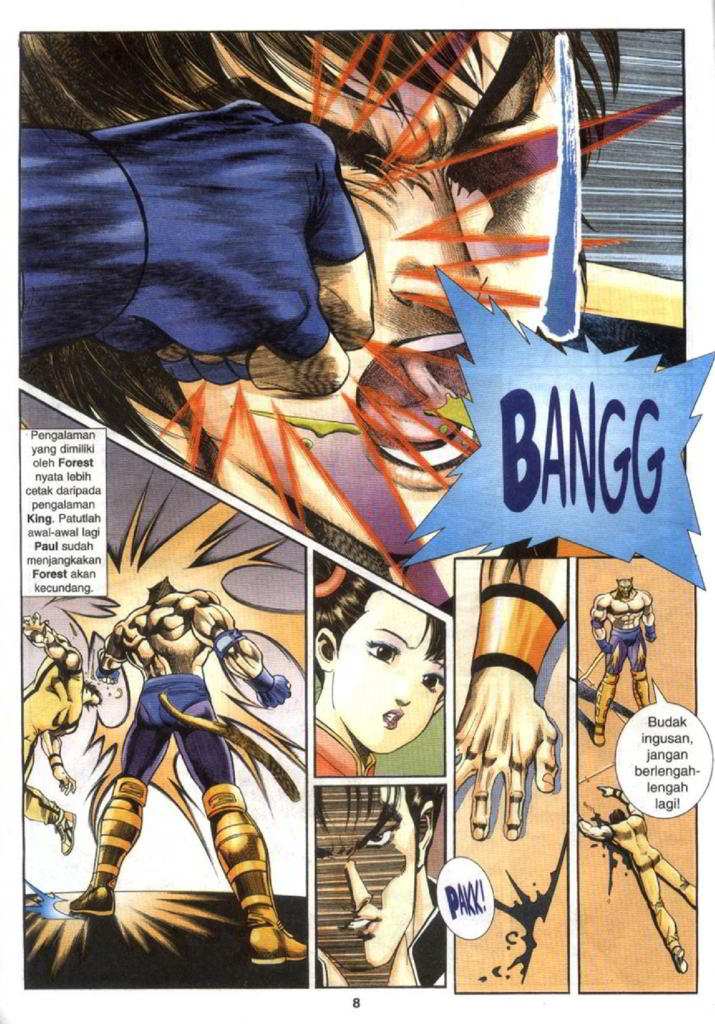 BANGG
Pengalaman
yang dimiliki
oleh Forest
nyata lebih
cetak daripada
pengalaman
King. Patutlah
awal-awal lagi
Paul sudah
menjangkakan
Forest akan
kecundang.
Budak
ingusan,
jangan
berlengah-
lengah
lagi!
PAKK!
8